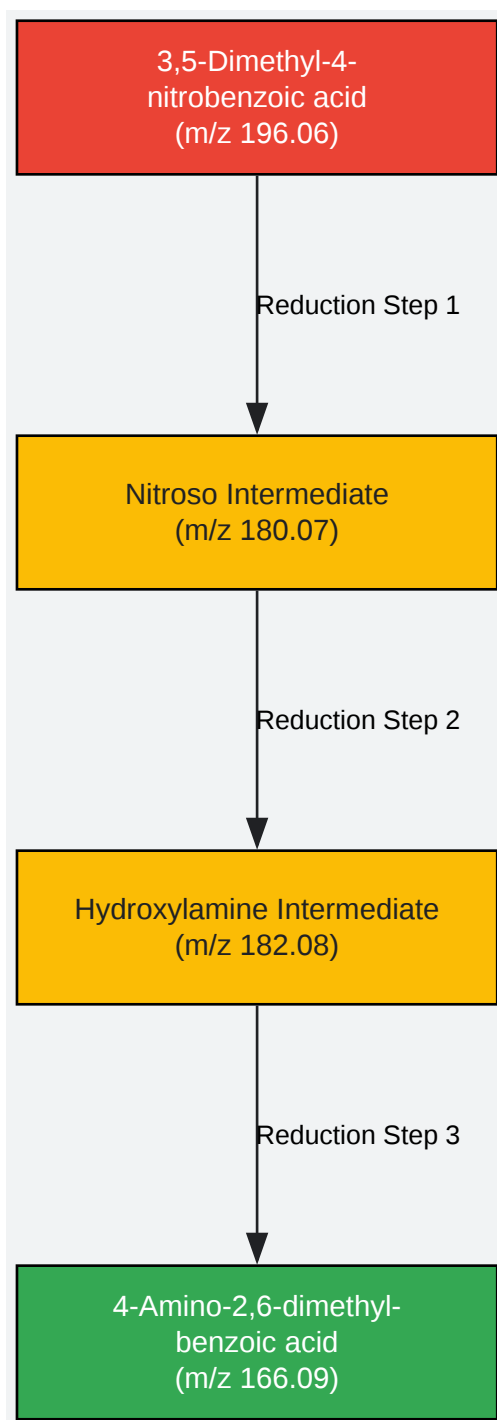 3,5-Dimethyl-4-
nitrobenzoic acid
(m/z 196.06)
Reduction Step 1
Nitroso Intermediate
(m/z 180.07)
Reduction Step 2
Hydroxylamine Intermediate
(m/z 182.08)
Reduction Step 3
4-Amino-2,6-dimethyl-
benzoic acid
(m/z 166.09)